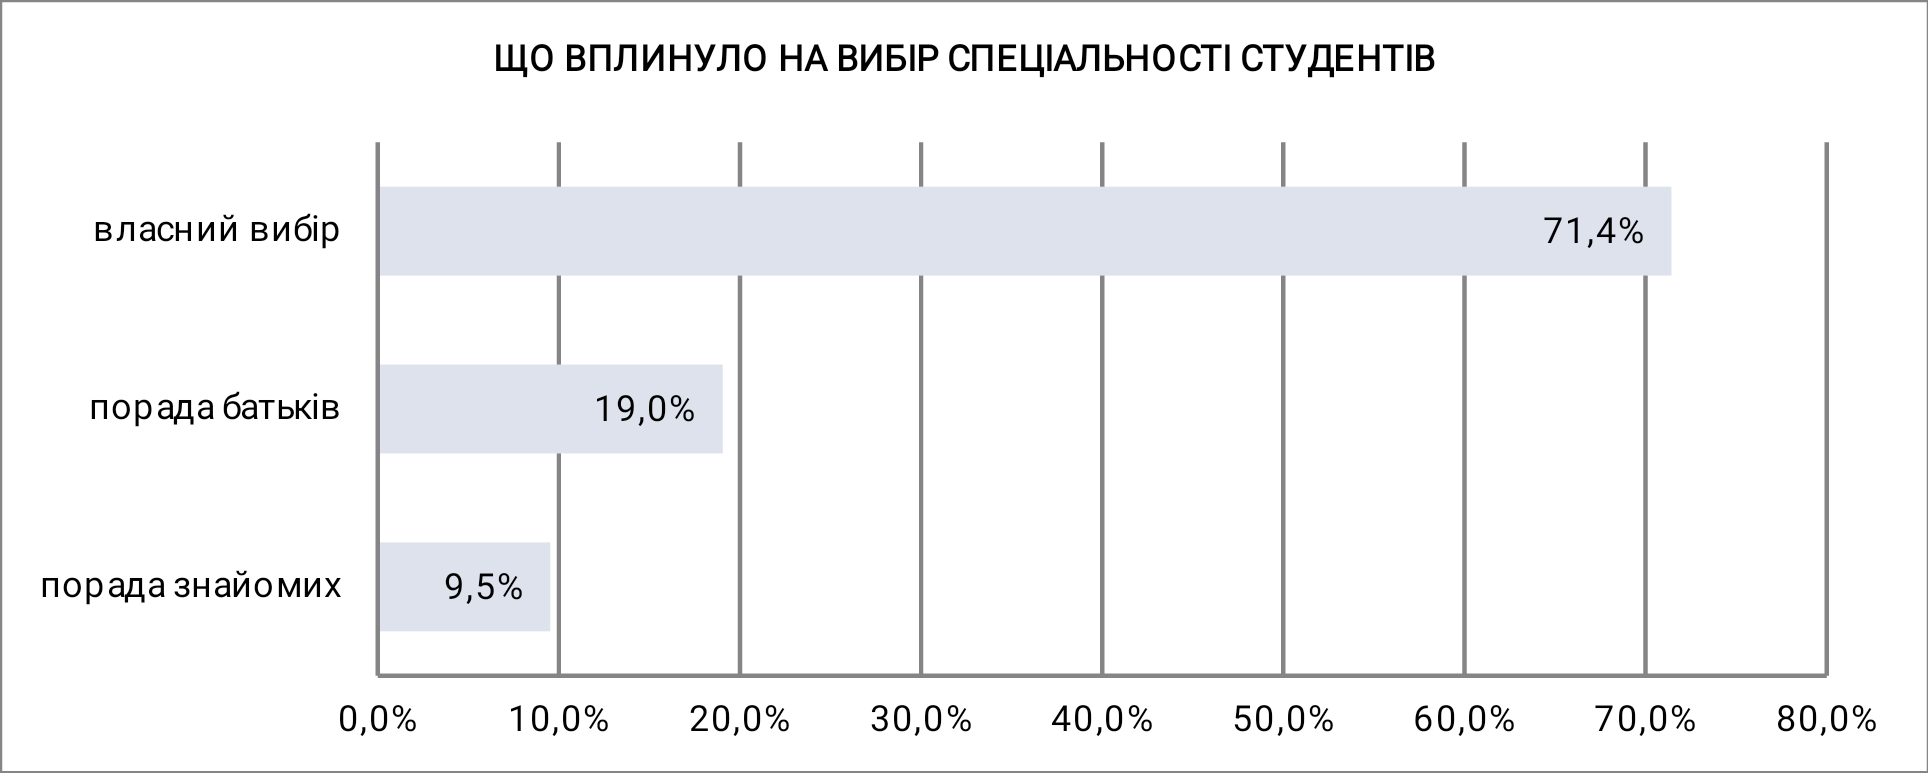 ЩО ВПЛИНУЛО НА ВИБІР СПЕЦІАЛЬНОСТІ СТУДЕНТІВ
власний вибір
71,4%
порада батьків
19,0%
порада знайомих
9,5%
0,0% 10,0% 20,0% 30,0% 40,0% 50,0% 60,0% 70,0% 80,0%